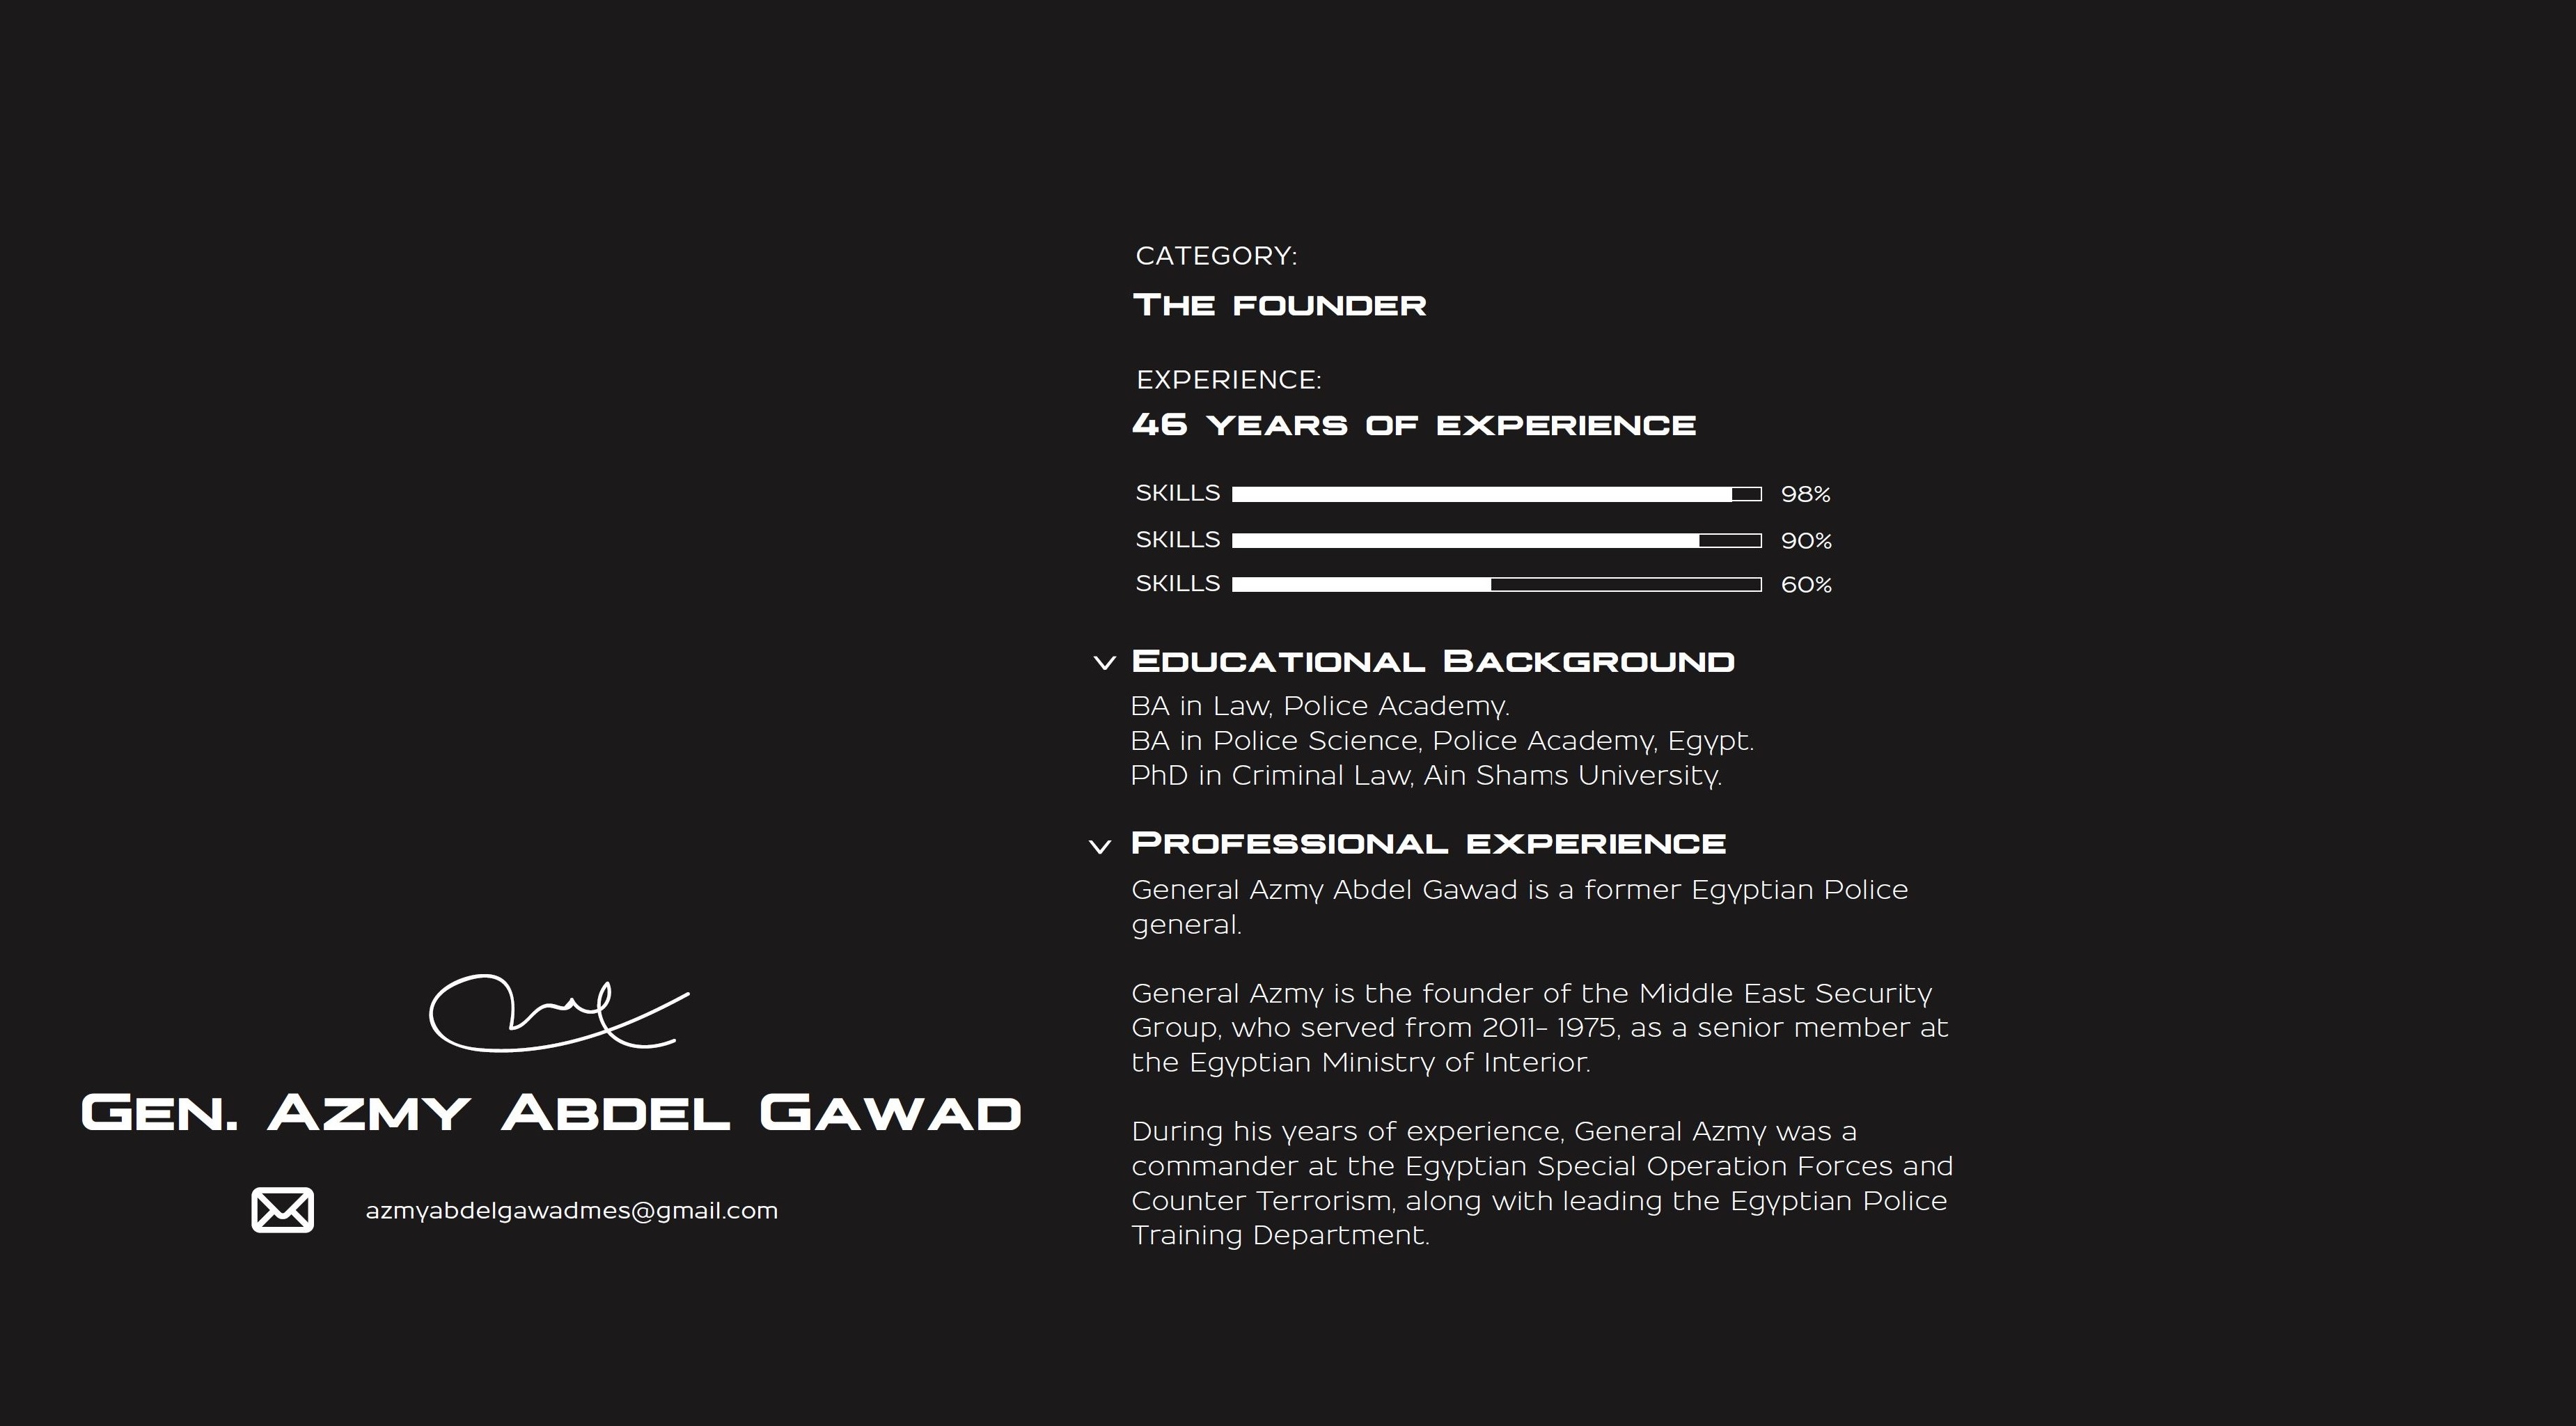 CATEGORY:
THE FOUNDER
EXPERIENCE:
46 YEARS OF EXPERIENCE
SKILLS 98%
SKILLS 90%
SKILLS 60%
EDUCATIONAL BACKGROUND
BA in Law, Police Academy.
BA in Police Science, Police Academy, Egypt.
PhD in Criminal Law, Ain Shams University.
PROFESSIONAL EXPERIENCE
General Azmy Abdel Gawad is a former Egyptian Police
general.
General Azmy is the founder of the Middle East Security
Group, who served from 2011- 1975, as a senior member at
the Egyptian Ministry of Interior.
During his years of experience, General Azmy was a
commander at the Egyptian Special Operation Forces and
Counter Terrorism, along with leading the Egyptian Police
Training Department.
GEN. AZMY ABDEL GAWAD
azmyabdelgawadmes@gmail.com